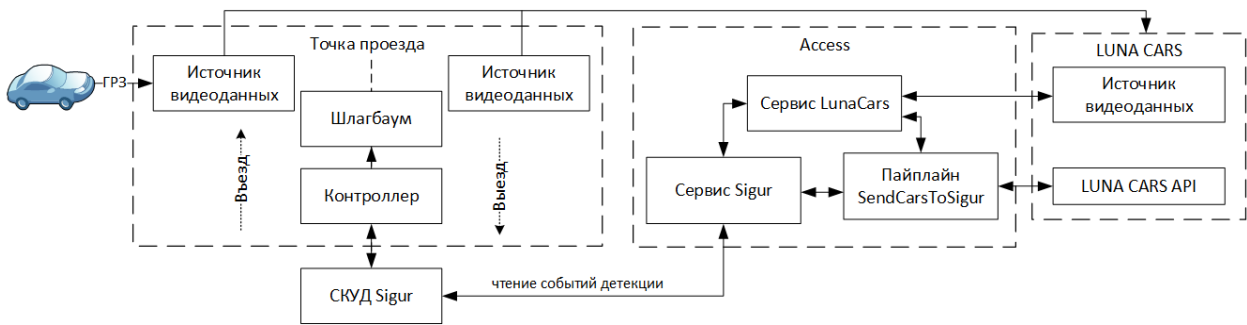 Точка проезда
Access
LUNA CARS
ГРЗ
Источник
видеоданных
Источник
видеоданных
Шлагбаум
Сервис LunaCars
Источник
видеоданных
Въезд
Выезд
Контроллер
Сервис Sigur
Пайплайн
SendCarsToSigur
LUNA CARS API
СКУД Sigur
чтение событий детекции